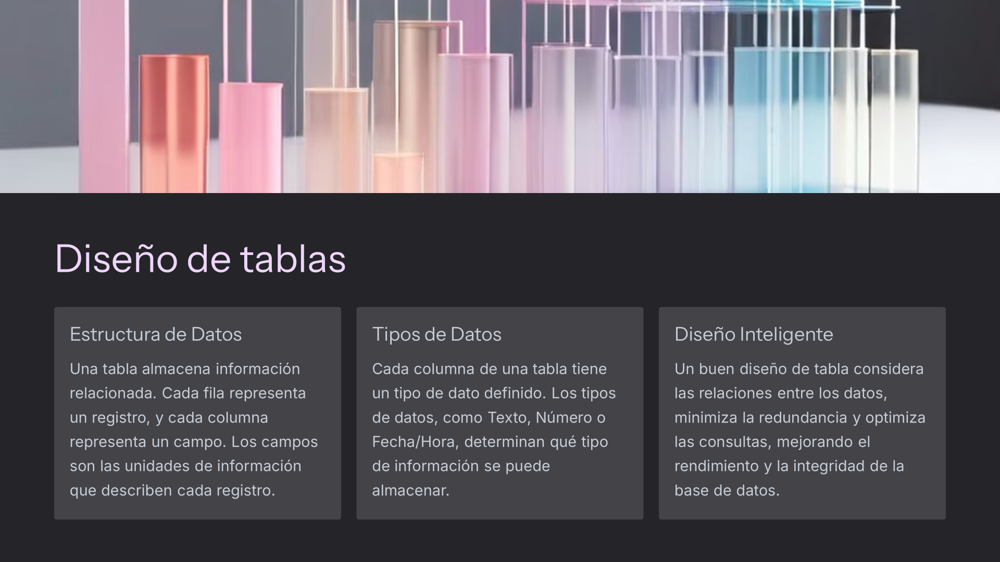 Diseño de tablas
Estructura de Datos
Una tabla almacena información
relacionada. Cada fila representa
un registro, y cada columna
representa un campo. Los campos
son las unidades de información
que describen cada registro.
Tipos de Datos
Cada columna de una tabla tiene
un tipo de dato definido. Los tipos
de datos, como Texto, Número o
Fecha/Hora, determinan qué tipo
de información se puede
almacenar.
Diseño Inteligente
Un buen diseño de tabla considera
las relaciones entre los datos,
minimiza la redundancia y optimiza
las consultas, mejorando el
rendimiento y la integridad de la
base de datos.